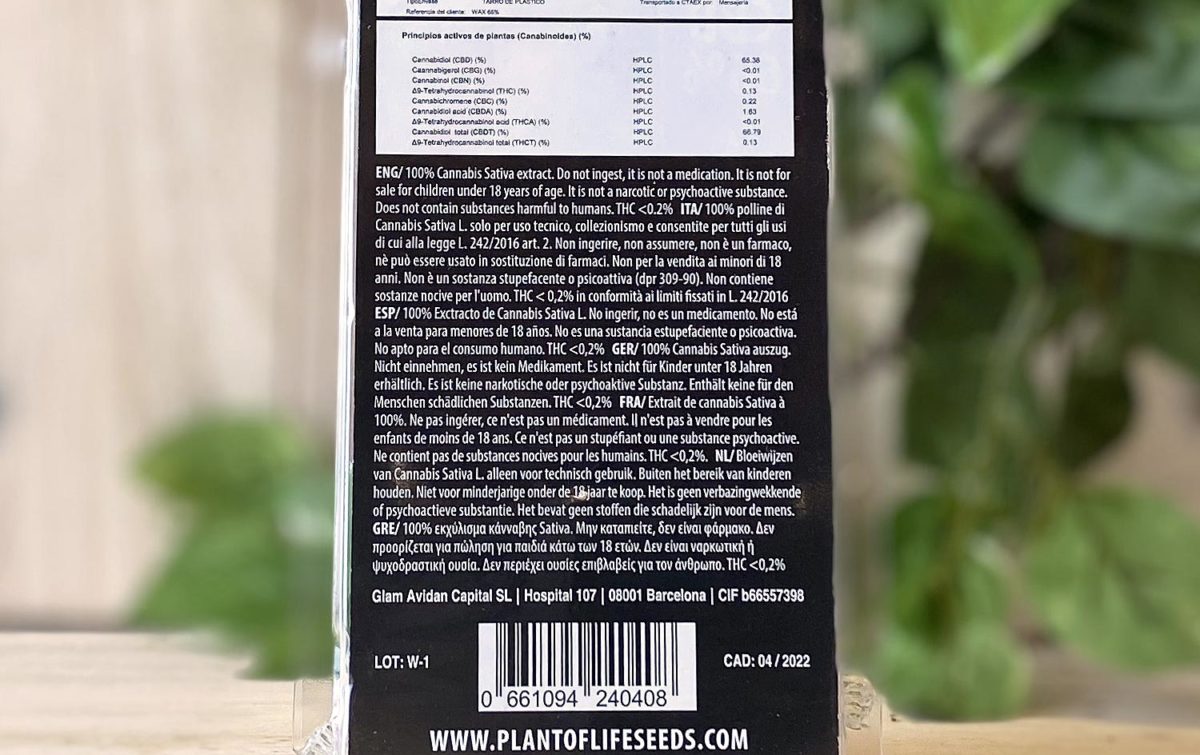 TipoEnvase TARRO DE PLASTICO Transportado a CTAEX por: Mensajería
Referencia del cliente: WAX 65%
Principios activos de plantas (Canabinoides) (%)
Cannabidiol (CBD) (%) HPLC 65.38
Caannabigerol (CBG) (%) HPLC <0.01
Cannabinol (CBN) (%) HPLC <0.01
Δ9-Tetrahydrocannabinol (THC) (%) HPLC 0.13
Cannabichromene (CBC) (%) HPLC 0.22
Cannabidiol acid (CBDA) (%) HPLC 1.63
Δ9-Tetrahydrocannabinol acid (THCA) (%) HPLC <0.01
Cannabidiol total (CBDT) (%) HPLC 66.79
Δ9-Tetrahydrocannabinol total (THCT) (%) HPLC 0.13
ENG/ 100% Cannabis Sativa extract. Do not ingest, it is not a medication. It is not for
sale for children under 18 years of age. It is not a narcotic or psychoactive substance.
Does not contain substances harmful to humans. THC <0.2% ITA/ 100% polline di
Cannabis Sativa L. solo per uso tecnico, collezionismo e consentite per tutti gli usi
di cui alla legge L. 242/2016 art. 2. Non ingerire, non assumere, non è un farmaco,
nè può essere usato in sostituzione di farmaci. Non per la vendita ai minori di 18
anni. Non è un sostanza stupefacente o psicoattiva (dpr 309-90). Non contiene
sostanze nocive per l'uomo. THC < 0,2% in conformità ai limiti fissati in L. 242/2016
ESP/ 100% Exctracto de Cannabis Sativa L. No ingerir, no es un medicamento. No está
a la venta para menores de 18 años. No es una sustancia estupefaciente o psicoactiva.
No apto para el consumo humano. THC <0,2% GER/ 100% Cannabis Sativa auszug.
Nicht einnehmen, es ist kein Medikament. Es ist nicht für Kinder unter 18 Jahren
erhältlich. Es ist keine narkotische oder psychoaktive Substanz. Enthält keine für den
Menschen schädlichen Substanzen. THC <0,2% FRA/ Extrait de cannabis Sativa à
100%. Ne pas ingérer, ce n'est pas un médicament. Il n'est pas à vendre pour les
enfants de moins de 18 ans. Ce n'est pas un stupéfiant ou une substance psychoactive.
Ne contient pas de substances nocives pour les humains. THC <0,2%. NL/ Bloeiwijzen
van Cannabis Sativa L. alleen voor technisch gebruik. Buiten het bereik van kinderen
houden. Niet voor minderjarige onder de 18 jaar te koop. Het is geen verbazingwekkende
of psychoactieve substantie. Het bevat geen stoffen die schadelijk zijn voor de mens.
GRE/ 100% εκχύλισμα κάνναβης Sativa. Μην καταπιείτε, δεν είναι φάρμακο. Δεν
προορίζεται για πώληση για παιδιά κάτω των 18 ετών. Δεν είναι ναρκωτική ή
ψυχοδραστική ουσία. Δεν περιέχει ουσίες επιβλαβείς για τον άνθρωπο. THC <0,2%
Glam Avidan Capital SL | Hospital 107 | 08001 Barcelona | CIF b66557398
LOT: W-1 CAD: 04 / 2022
0 661094 240408
WWW.PLANTOFLIFESEEDS.COM